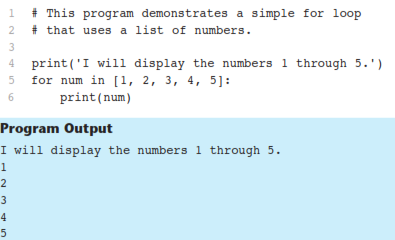 1 # This program demonstrates a simple for loop
2 # that uses a list of numbers.
3
4 print('I will display the numbers 1 through 5.')
5 for num in [1, 2, 3, 4, 5]:
6     print(num)
Program Output
I will display the numbers 1 through 5.
1
2
3
4
5